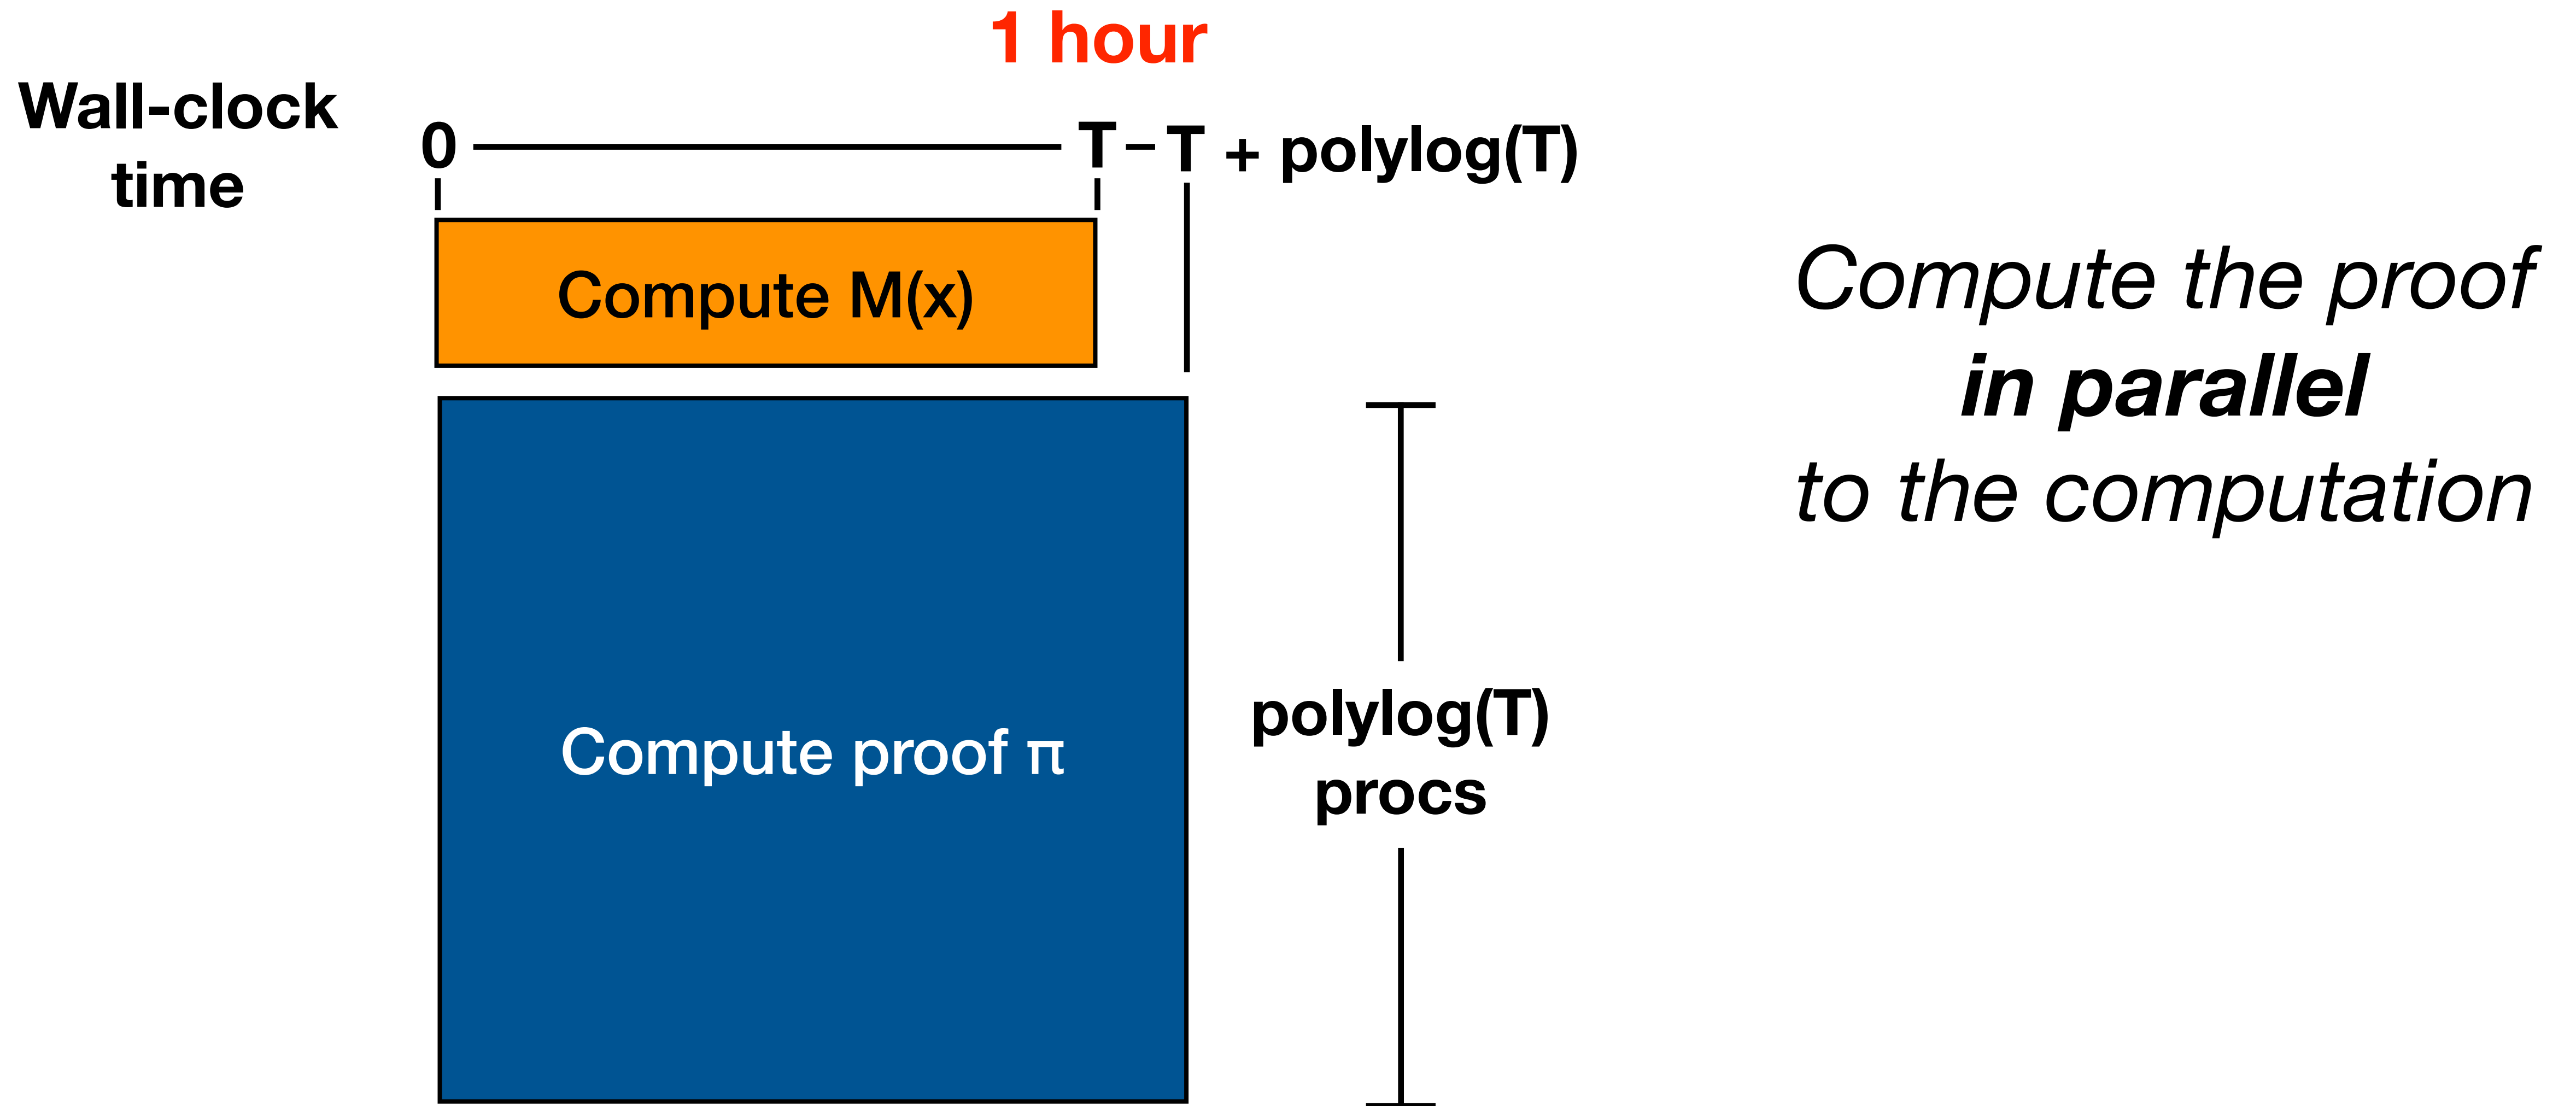 1 hour
Wall-clock
time
0
T
T + polylog(T)
Compute M(x)
Compute the proof
in parallel
to the computation
Compute proof π
polylog(T)
procs